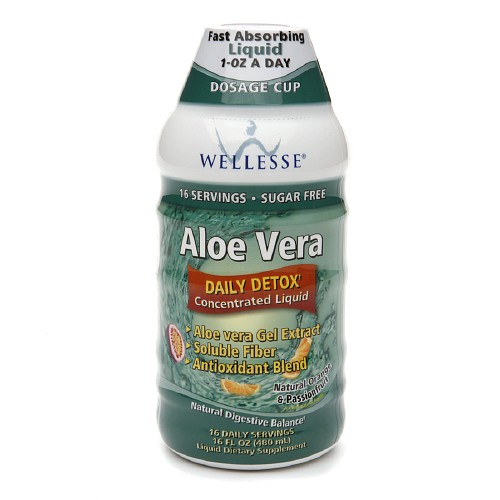 Fast Absorbing
Liquid
1-OZ A DAY
DOSAGE CUP
WELLESSE®
16 SERVINGS • SUGAR FREE
Aloe Vera
DAILY DETOX†
Concentrated Liquid
Aloe vera Gel Extract
Soluble Fiber
Antioxidant Blend
Natural Orange
& Passionfruit
Natural Digestive Balance†
16 DAILY SERVINGS
16 FL OZ (480 mL)
Liquid Dietary Supplement